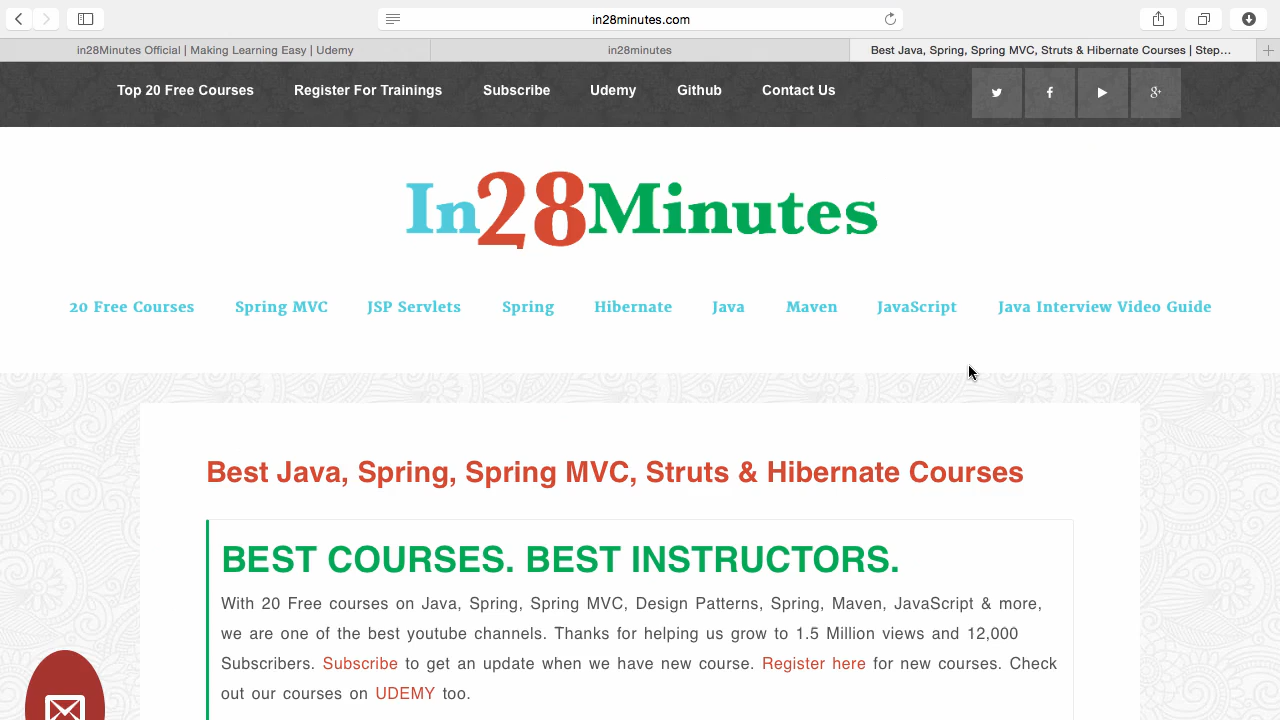 in28minutes.com
in28Minutes Official | Making Learning Easy | Udemy
in28minutes
Best Java, Spring, Spring MVC, Struts & Hibernate Courses | Step...
Top 20 Free Courses
Register For Trainings
Subscribe
Udemy
Github
Contact Us
In28Minutes
20 Free Courses
Spring MVC
JSP Servlets
Spring
Hibernate
Java
Maven
JavaScript
Java Interview Video Guide
Best Java, Spring, Spring MVC, Struts & Hibernate Courses
BEST COURSES. BEST INSTRUCTORS.
With 20 Free courses on Java, Spring, Spring MVC, Design Patterns, Spring, Maven, JavaScript & more,
we are one of the best youtube channels. Thanks for helping us grow to 1.5 Million views and 12,000
Subscribers. Subscribe to get an update when we have new course. Register here for new courses. Check
out our courses on UDEMY too.